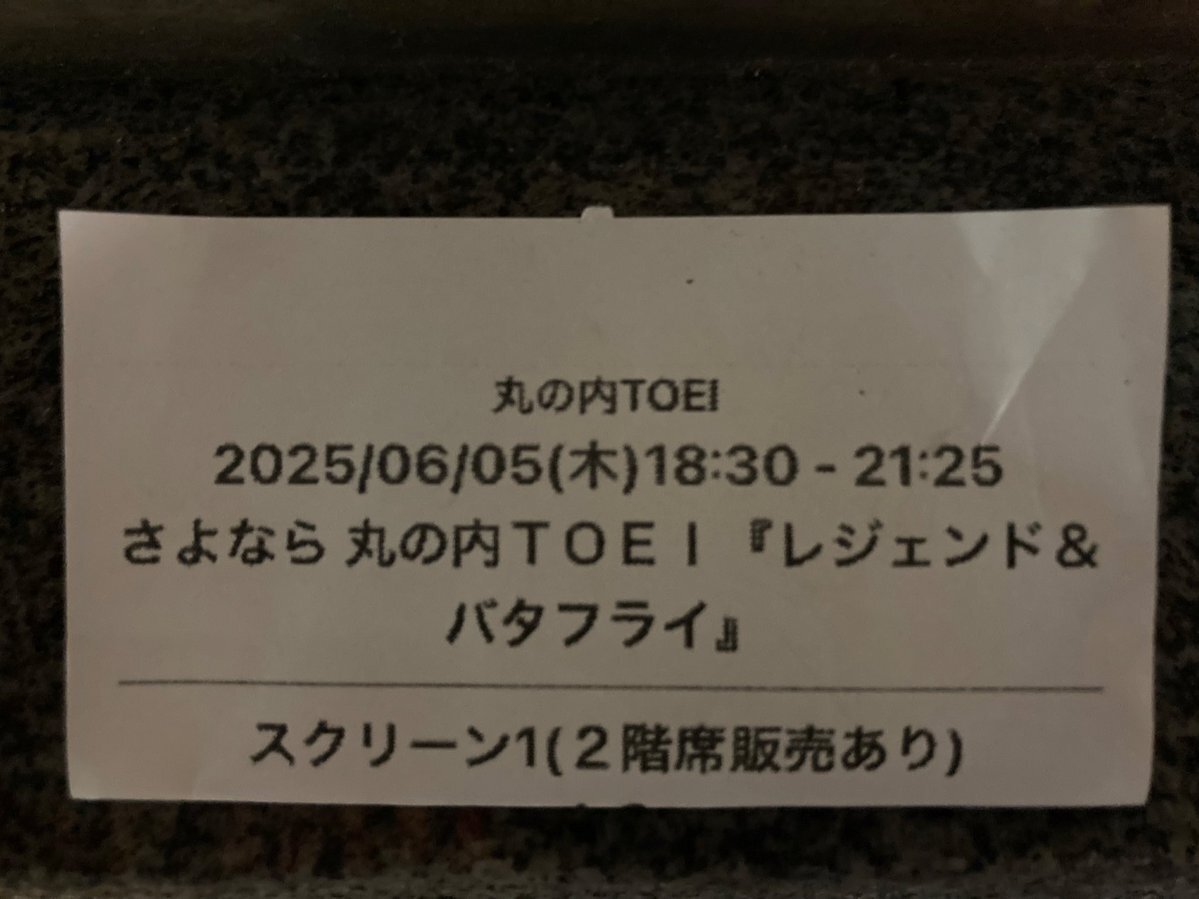 丸の内TOEI
2025/06/05(木)18:30 - 21:25
さよなら 丸の内ＴＯＥＩ 『レジェンド＆
バタフライ』
スクリーン1(２階席販売あり)